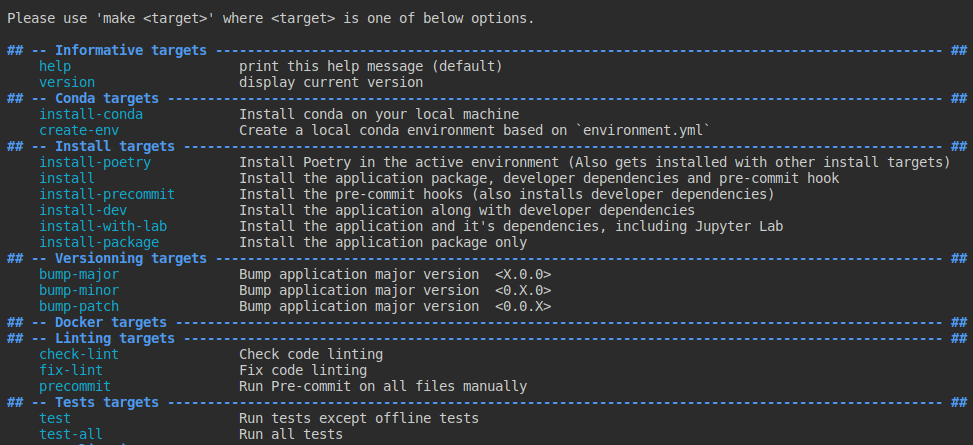 Please use 'make <target>' where <target> is one of below options.
## -- Informative targets ------------------------------------------------------------------------------------------- ##
help print this help message (default)
version display current version
## -- Conda targets ------------------------------------------------------------------------------------------------- ##
install-conda Install conda on your local machine
create-env Create a local conda environment based on `environment.yml`
## -- Install targets ----------------------------------------------------------------------------------------------- ##
install-poetry Install Poetry in the active environment (Also gets installed with other install targets)
install Install the application package, developer dependencies and pre-commit hook
install-precommit Install the pre-commit hooks (also installs developer dependencies)
install-dev Install the application along with developer dependencies
install-with-lab Install the application and it's dependencies, including Jupyter Lab
install-package Install the application package only
## -- Versionning targets ------------------------------------------------------------------------------------------- ##
bump-major Bump application major version <X.0.0>
bump-minor Bump application major version <0.X.0>
bump-patch Bump application major version <0.0.X>
## -- Docker targets ------------------------------------------------------------------------------------------------ ##
## -- Linting targets ----------------------------------------------------------------------------------------------- ##
check-lint Check code linting
fix-lint Fix code linting
precommit Run Pre-commit on all files manually
## -- Tests targets ------------------------------------------------------------------------------------------------- ##
test Run tests except offline tests
test-all Run all tests